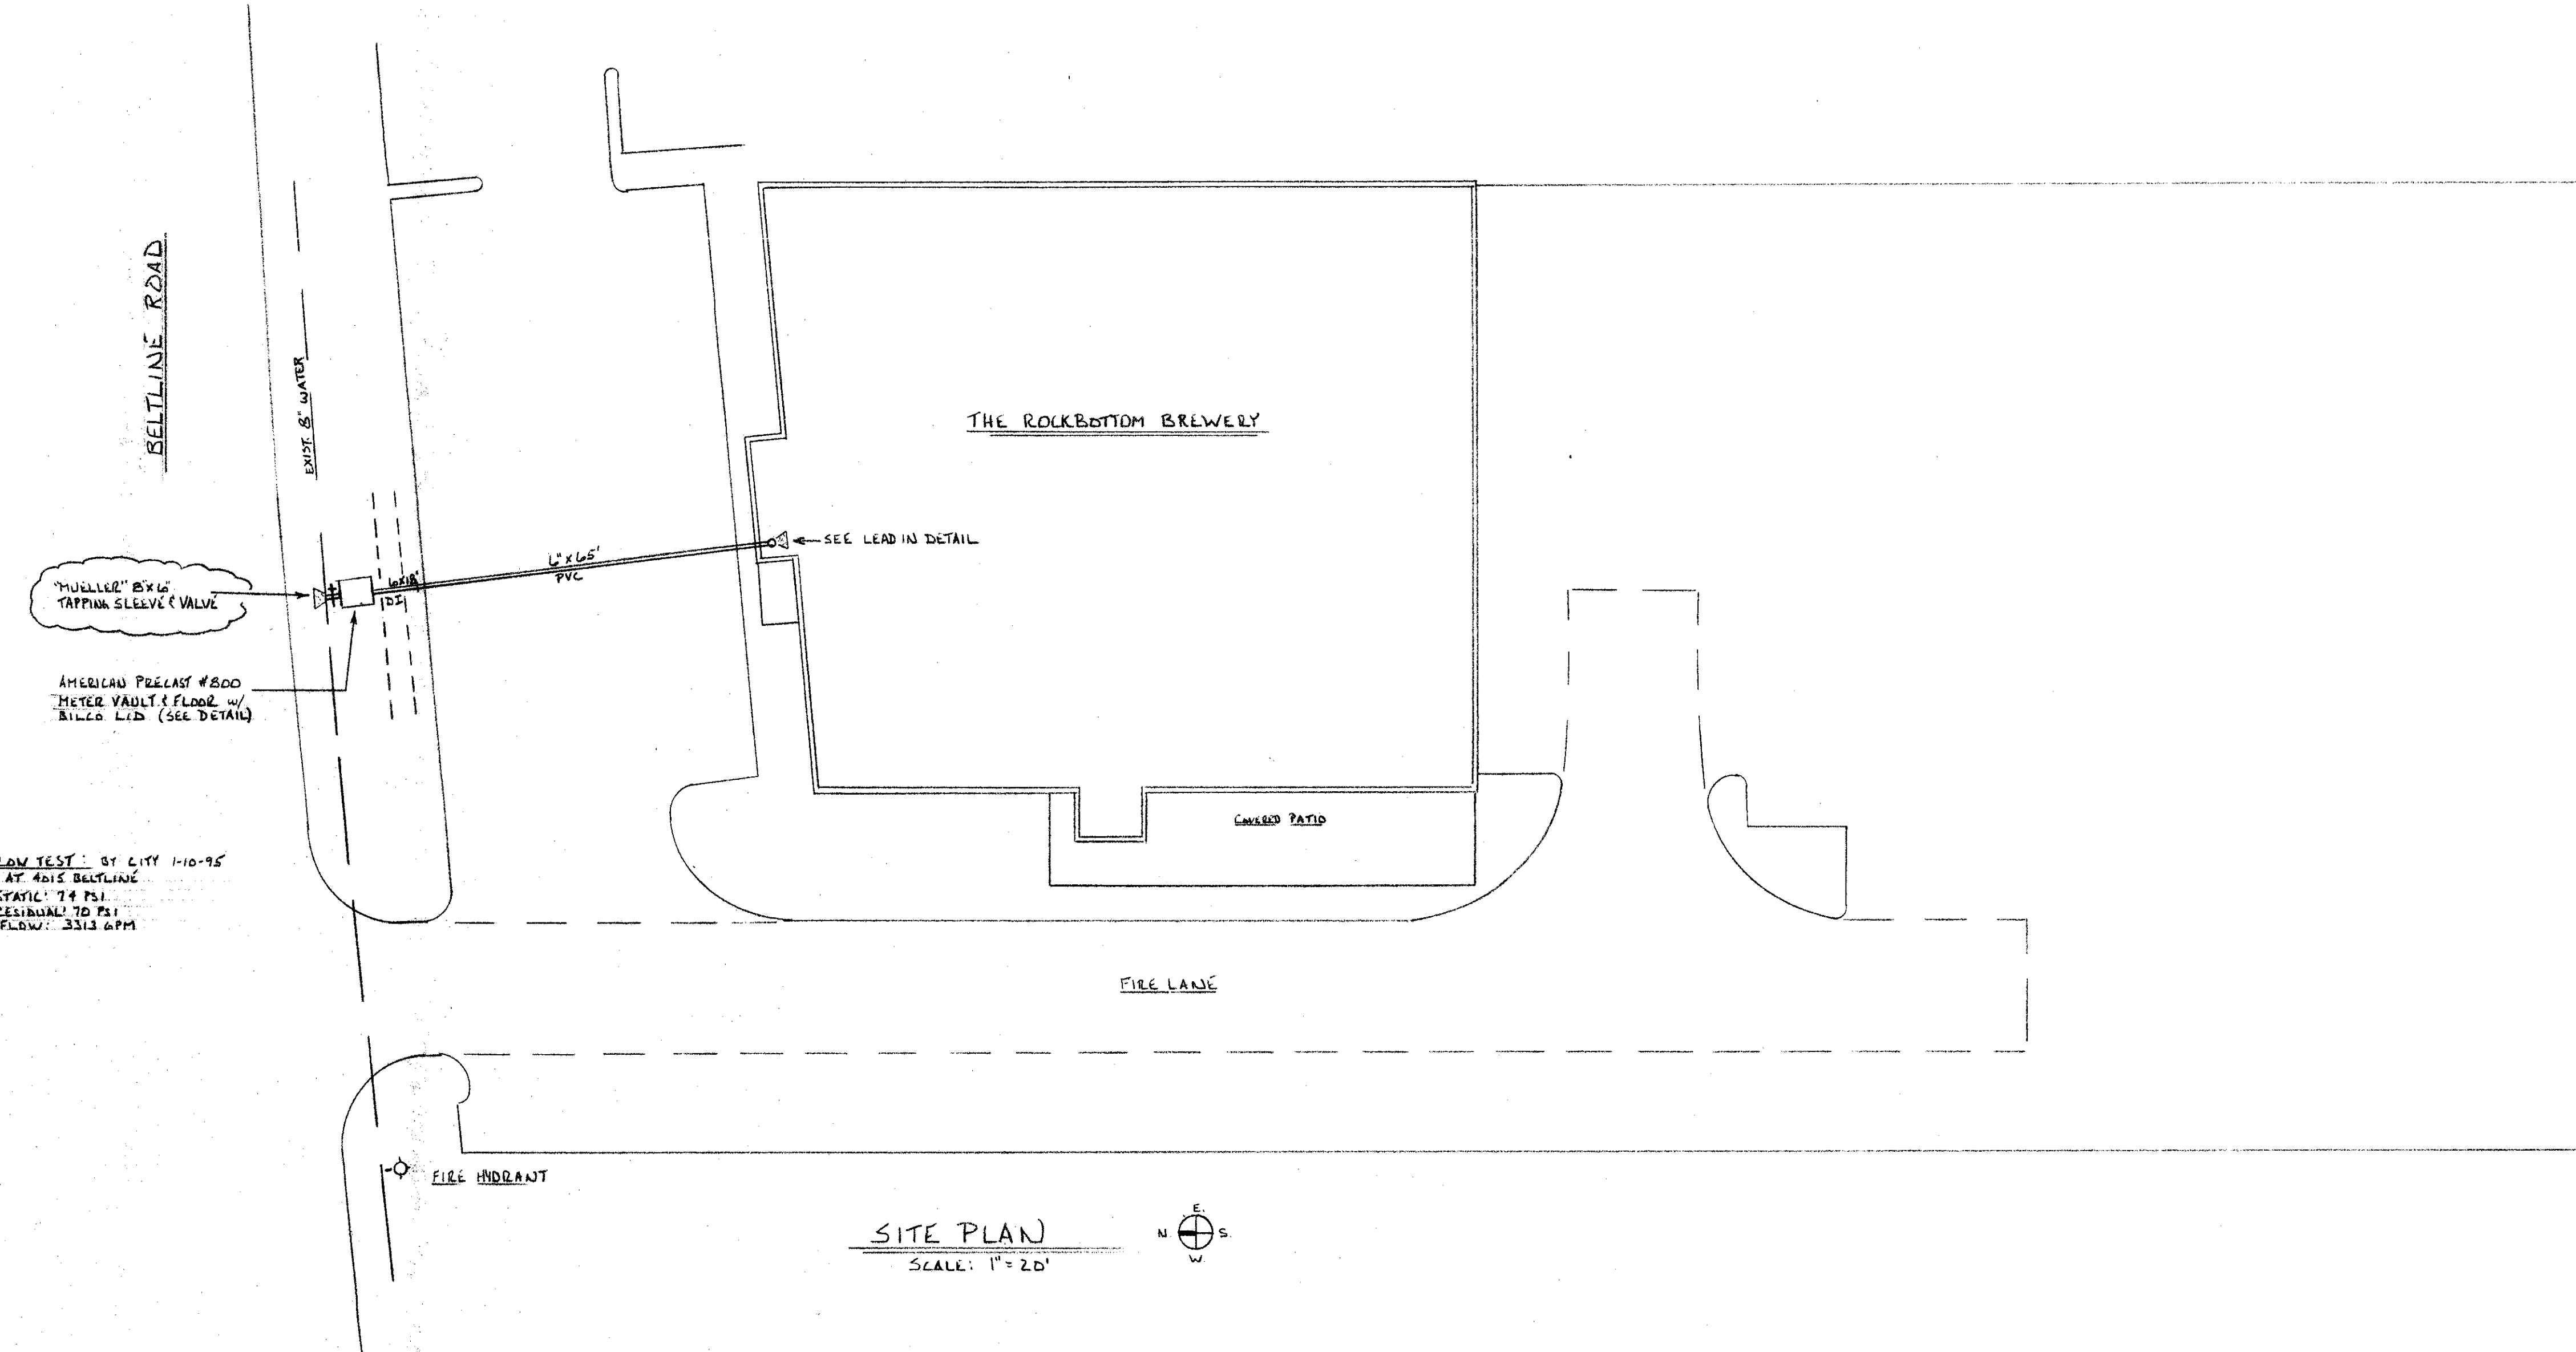 BELTLINE ROAD
EXIST. 8" WATER
THE ROCKBOTTOM BREWERY
SEE LEAD IN DETAIL
6" X 65'
PVC
6X18'
DI
"MUELLER" 8"X6"
TAPPING SLEEVE & VALVE
AMERICAN PRECAST #800
METER VAULT & FLOOR W/
BILCO LID (SEE DETAIL)
COVERED PATIO
LOW TEST: BY CITY 1-10-95
AT 4015 BELTLINE
STATIC: 74 PSI
RESIDUAL: 70 PSI
FLOW: 3313 GPM
FIRE LANE
FIRE HYDRANT
SITE PLAN
SCALE: 1" = 20'
E.
N. S.
W.